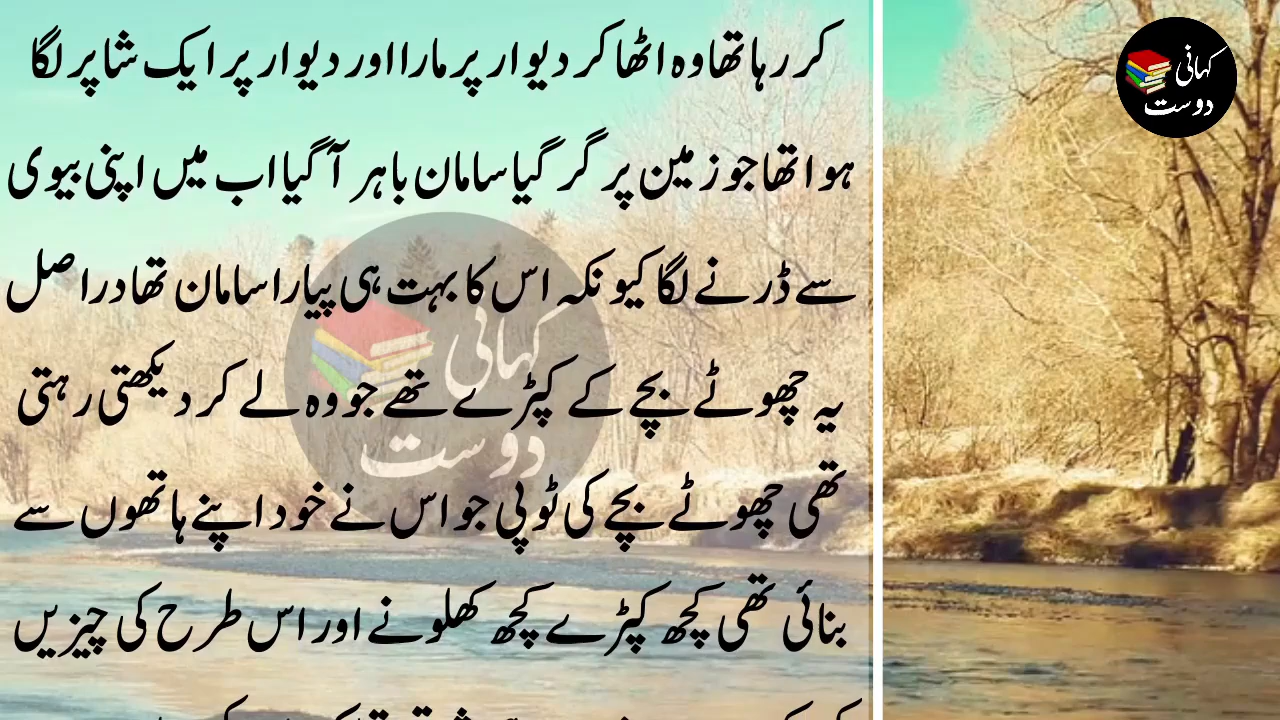 کر رہا تھا وہ اٹھا کر دیوار پر مارا اور دیوار پر ایک شاپر لگا
ہوا تھا جو زمین پر گر گیا سامان باہر آ گیا اب میں اپنی بیوی
سے ڈرنے لگا کیونکہ اس کا بہت ہی پیارا سامان تھا دراصل
یہ چھوٹے بچے کے کپڑے تھے جو وہ لے کر دیکھتی رہتی
تھی چھوٹے بچے کی ٹوپی جو اس نے خود اپنے ہاتھوں سے
بنائی تھی کچھ کپڑے کچھ کھلونے اور اس طرح کی چیزیں
کہانی
دوست
کہانی
دوست